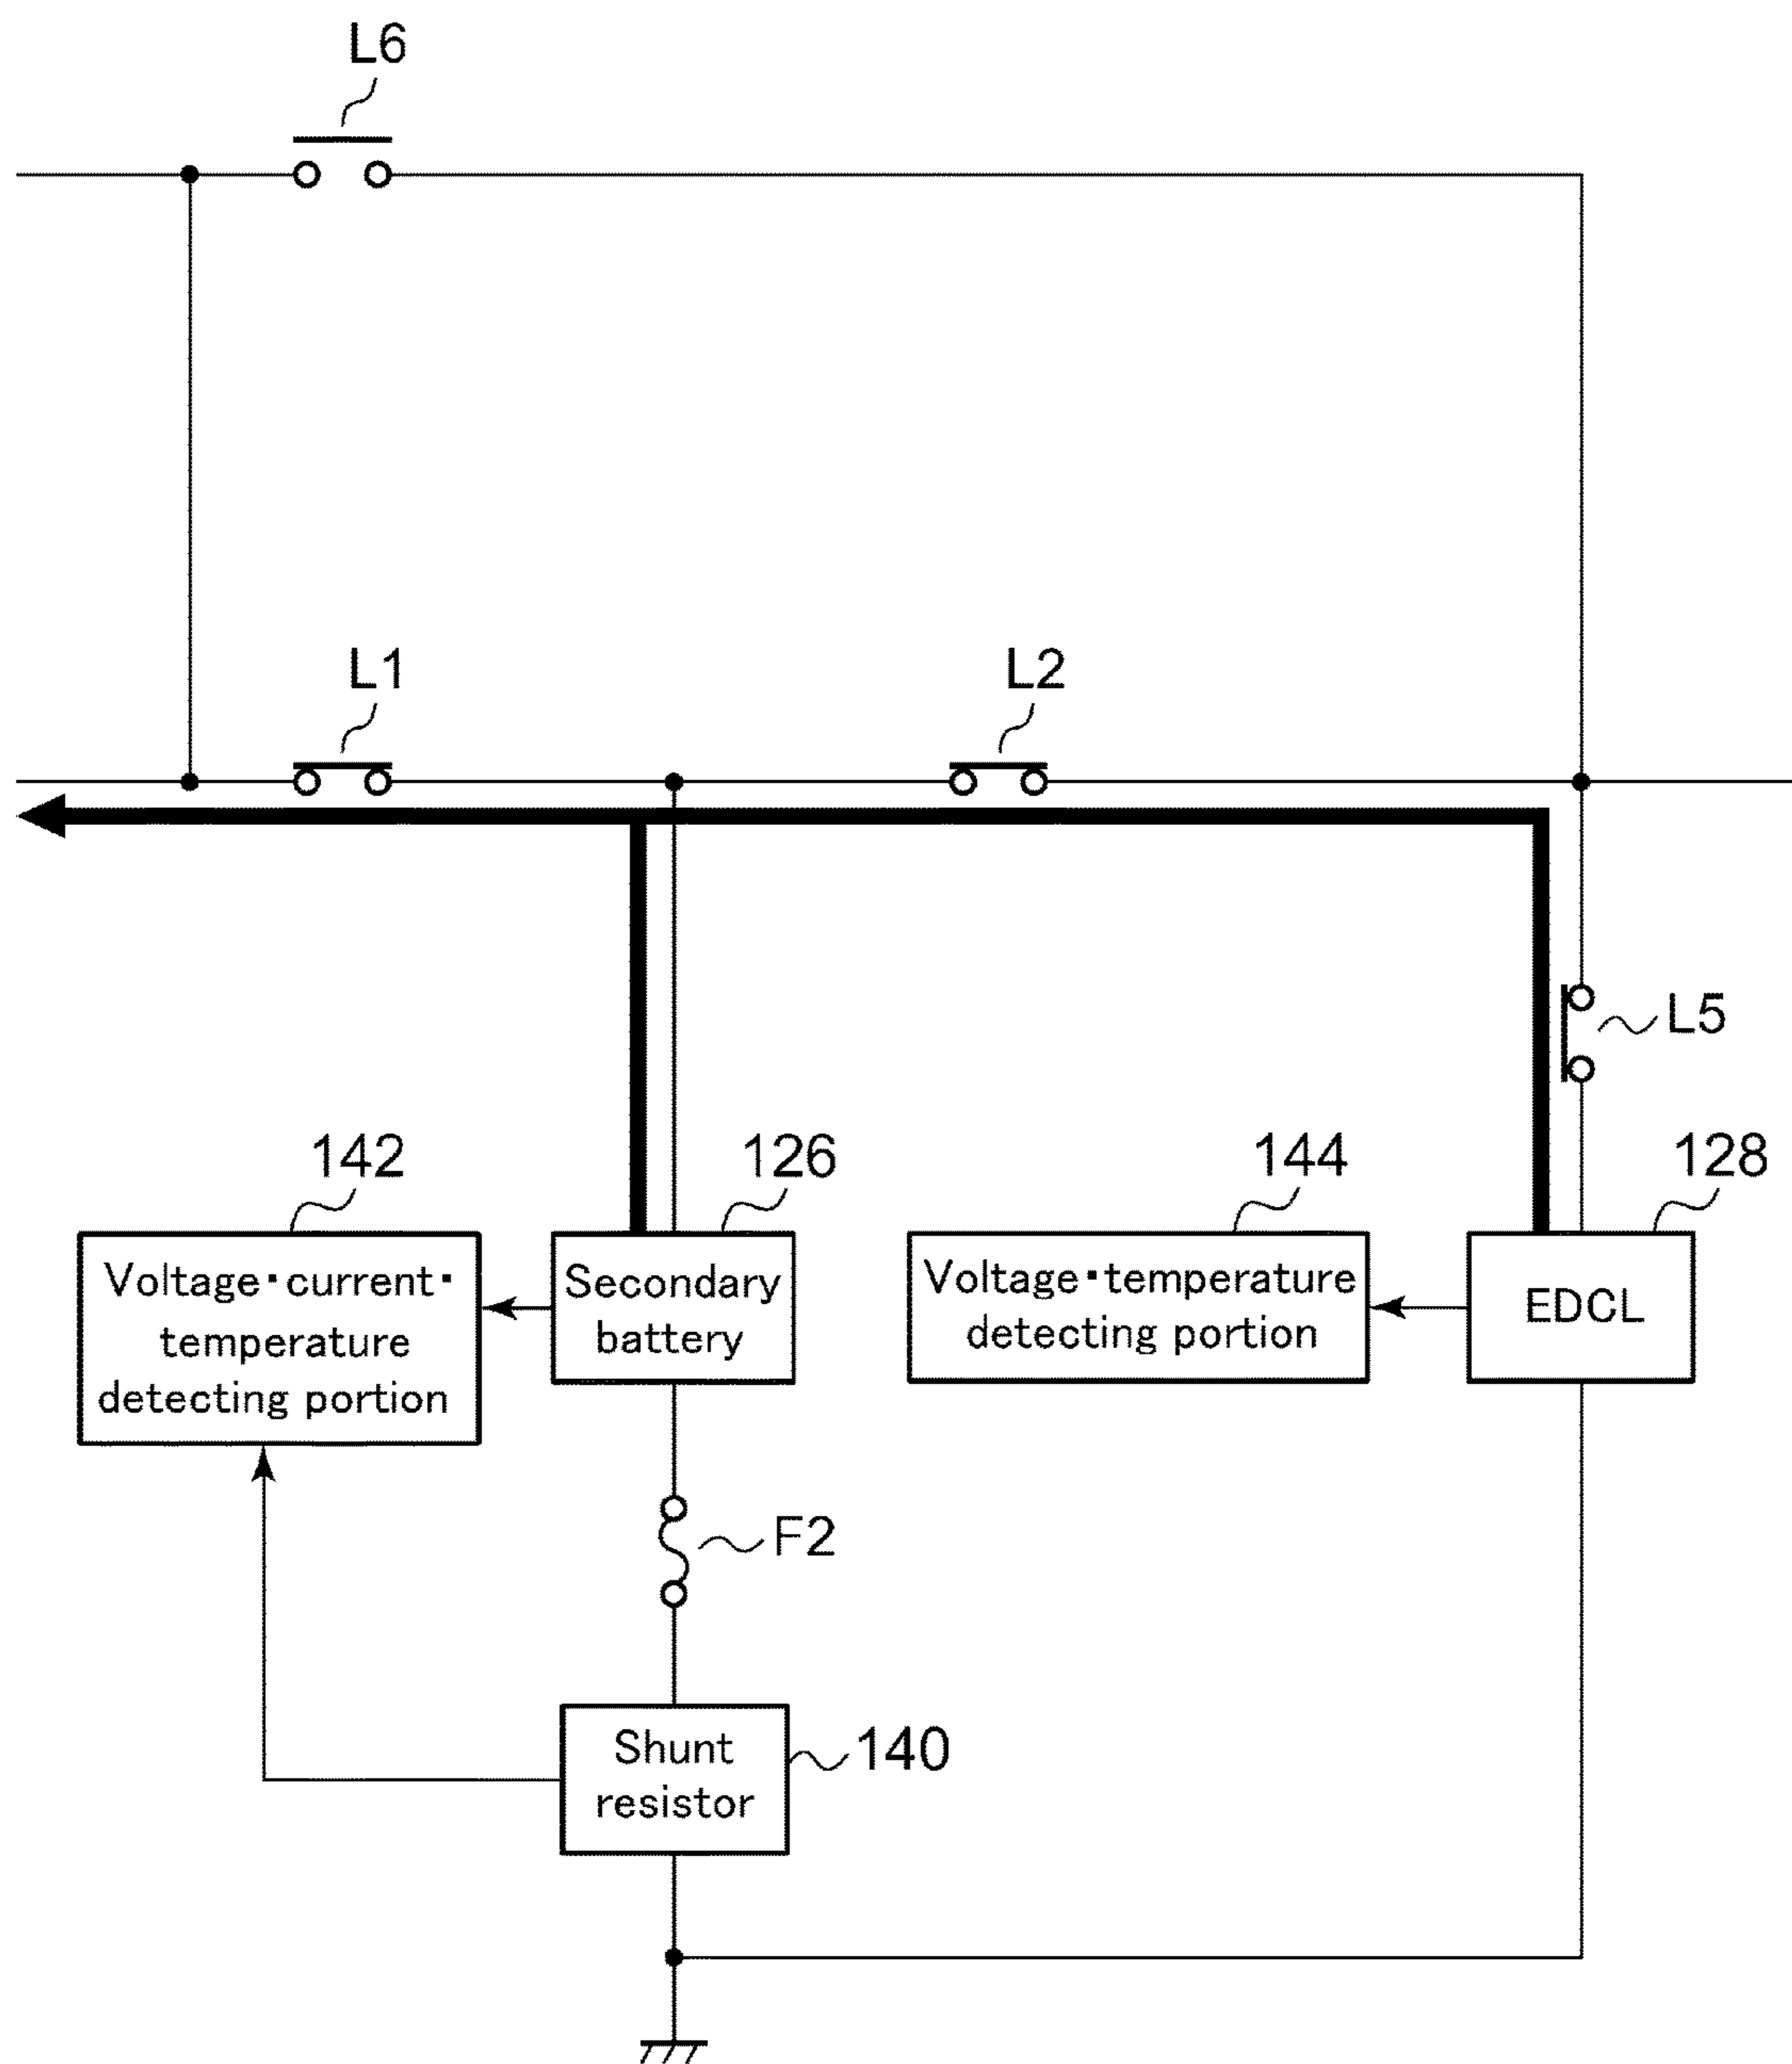 L6
L1
L2
L5
142
126
144
128
Voltage・current・
temperature
detecting portion
Secondary
battery
Voltage・temperature
detecting portion
EDCL
F2
Shunt
resistor
140